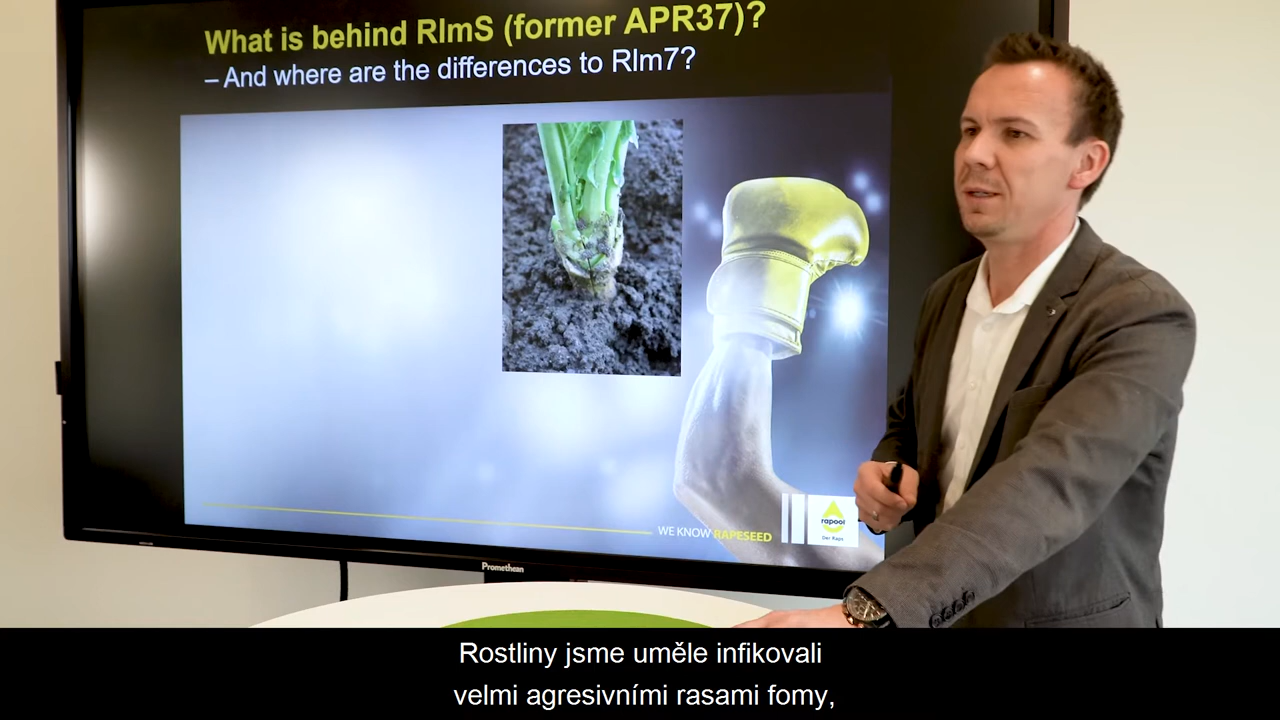 What is behind RlmS (former APR37)?
– And where are the differences to Rlm7?
WE KNOW RAPESEED
rapool
Der Raps
Promethean
Rostliny jsme uměle infikovali
velmi agresivními rasami fomy,